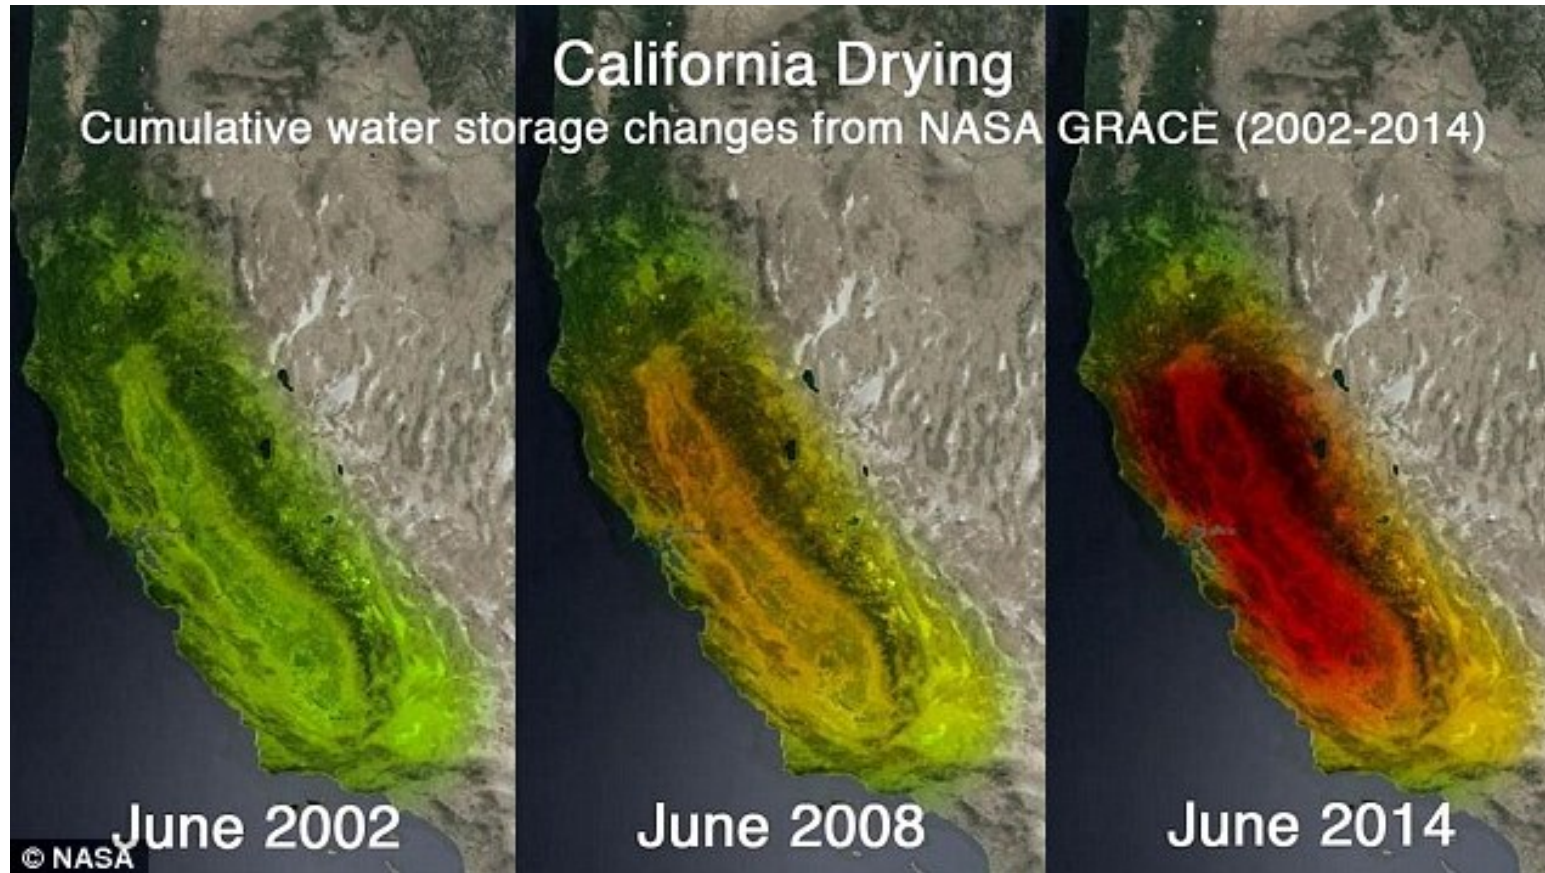 California Drying
Cumulative water storage changes from NASA GRACE (2002-2014)
June 2002
June 2008
June 2014
© NASA